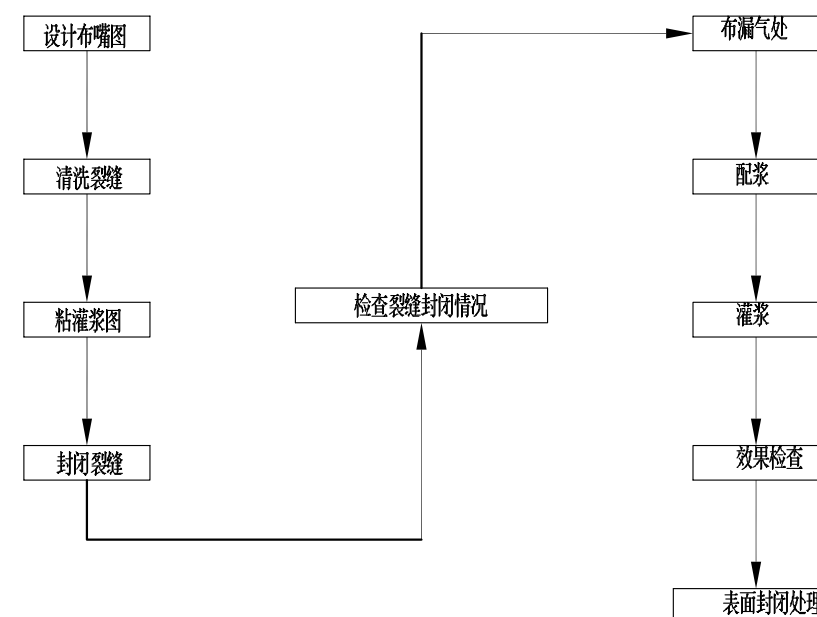 设计布嘴图
清洗裂缝
粘灌浆图
封闭裂缝
检查裂缝封闭情况
布漏气处
配浆
灌浆
效果检查
表面封闭处理